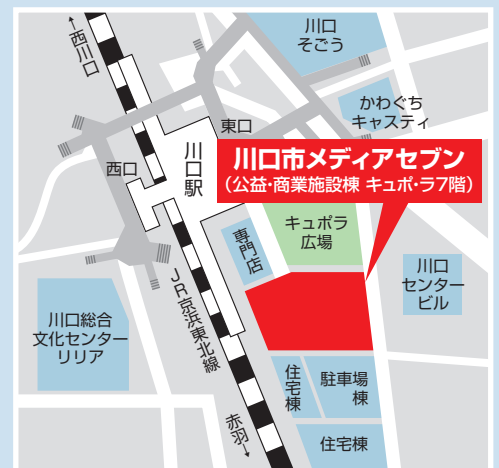 ←西川口
川口
そごう
かわぐち
キャスティ
東口
川口駅
西口
川口市メディアセブン
(公益・商業施設棟 キュポ・ラ7階)
キュポラ
広場
専門店
川口
センター
ビル
JR京浜東北線
川口総合
文化センター
リリア
住宅棟
駐車場
棟
赤羽→
住宅棟